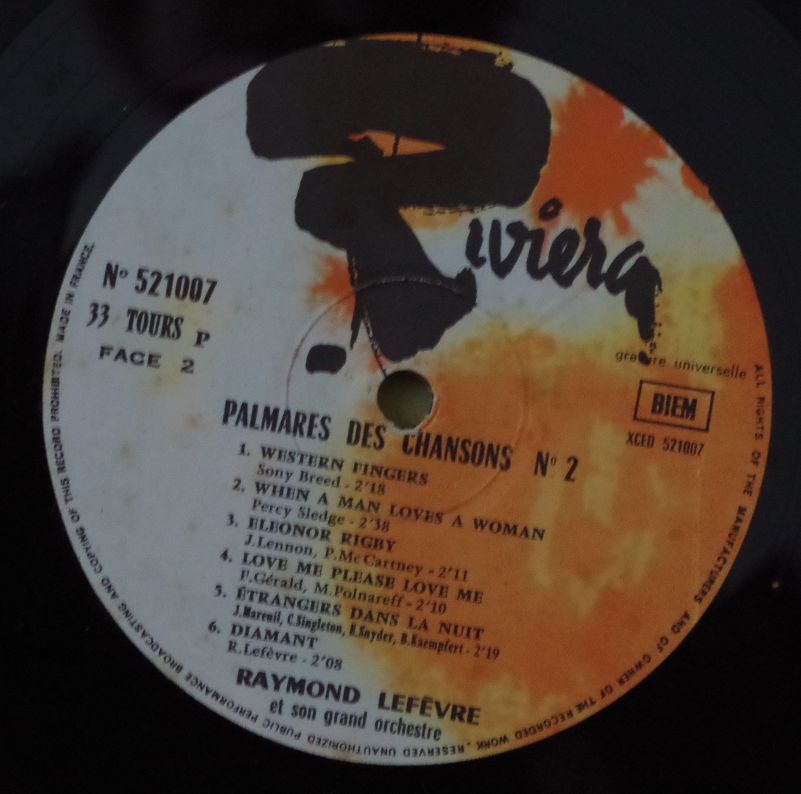 Riviera
N° 521007
33 TOURS P
FACE 2
gravure universelle
BIEM
XCED 521007
PALMARES DES CHANSONS N° 2
1. WESTERN FINGERS
Sony Breed - 2'18
2. WHEN A MAN LOVES A WOMAN
Percy Sledge - 2'38
3. ELEONOR RIGBY
J.Lennon, P.McCartney - 2'11
4. LOVE ME PLEASE LOVE ME
F.Gérald, M.Polnareff - 2'10
5. ÉTRANGERS DANS LA NUIT
J.Mareuil, C.Singleton, E.Snyder, B.Kaempfert - 2'19
6. DIAMANT
R.Lefèvre - 2'08
RAYMOND LEFÈVRE
et son grand orchestre
ALL RIGHTS OF THE MANUFACTURERS AND OF OWNER OF THE RECORDED WORK. RESERVED UNAUTHORIZED PUBLIC PERFORMANCE BROADCASTING AND COPYING OF THIS RECORD PROHIBITED. MADE IN FRANCE.